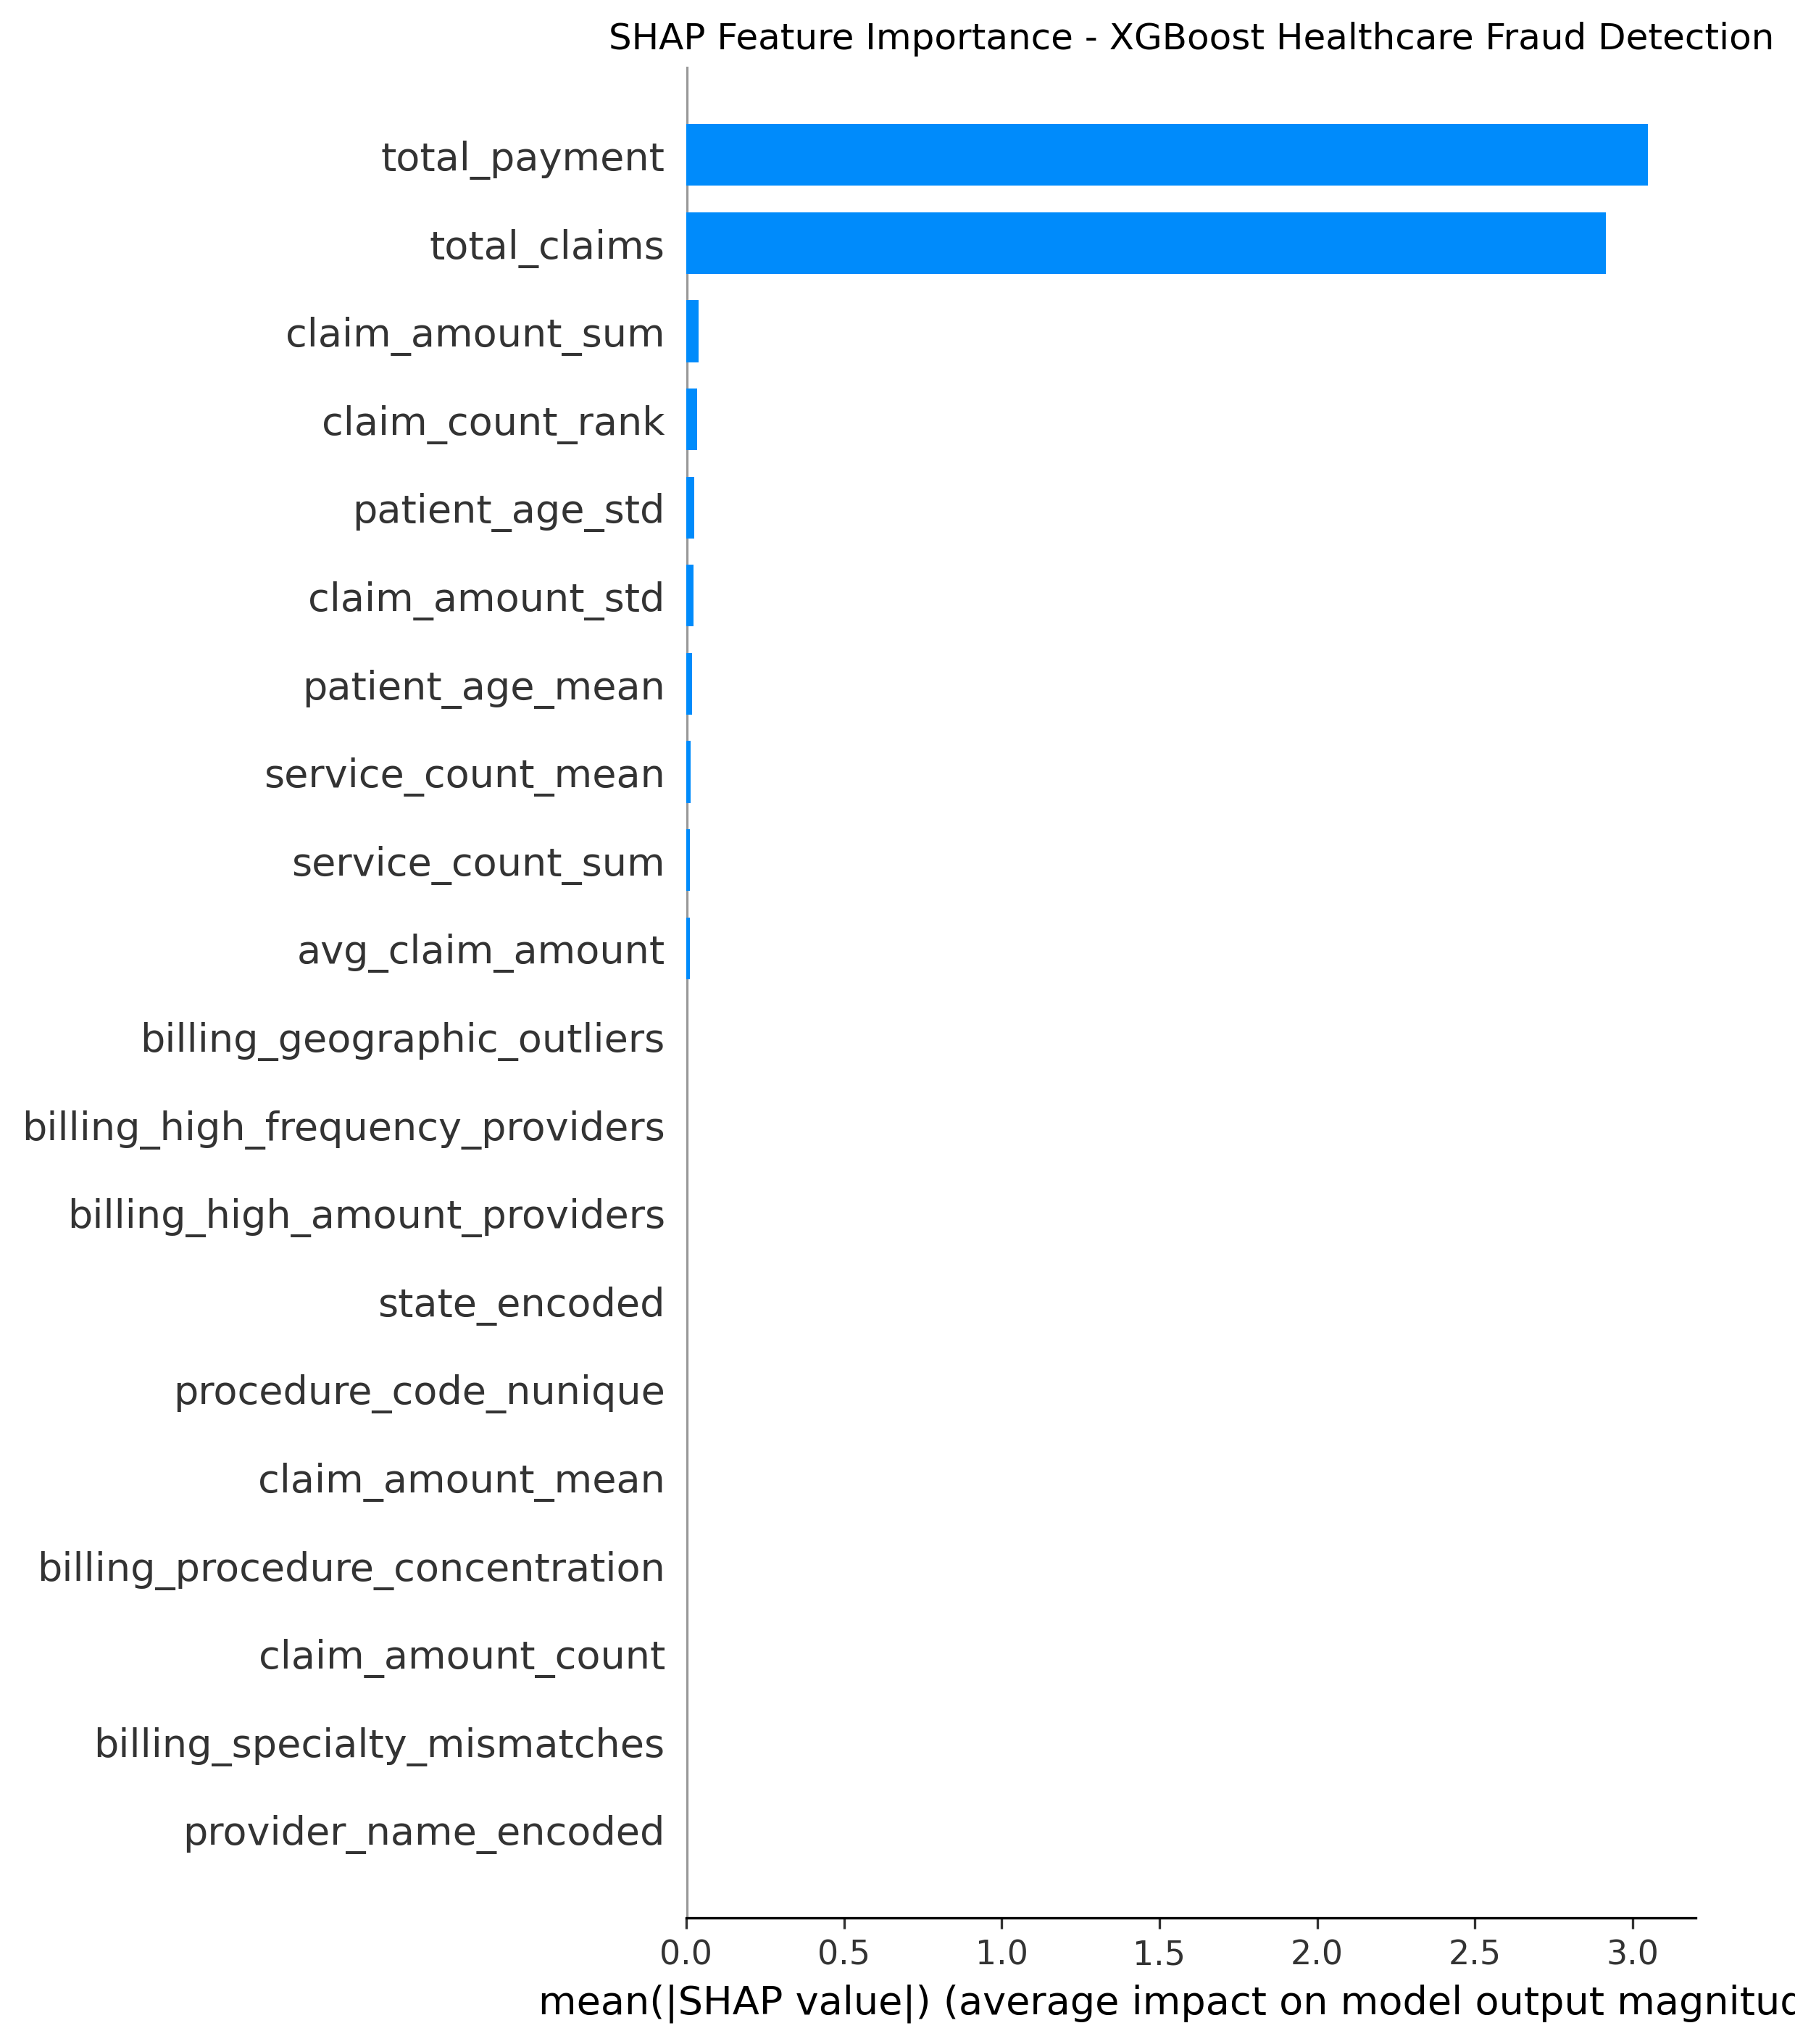 SHAP Feature Importance - XGBoost Healthcare Fraud Detection
total_payment
total_claims
claim_amount_sum
claim_count_rank
patient_age_std
claim_amount_std
patient_age_mean
service_count_mean
service_count_sum
avg_claim_amount
billing_geographic_outliers
billing_high_frequency_providers
billing_high_amount_providers
state_encoded
procedure_code_nunique
claim_amount_mean
billing_procedure_concentration
claim_amount_count
billing_specialty_mismatches
provider_name_encoded
0.0 0.5 1.0 1.5 2.0 2.5 3.0
mean(|SHAP value|) (average impact on model output magnitud